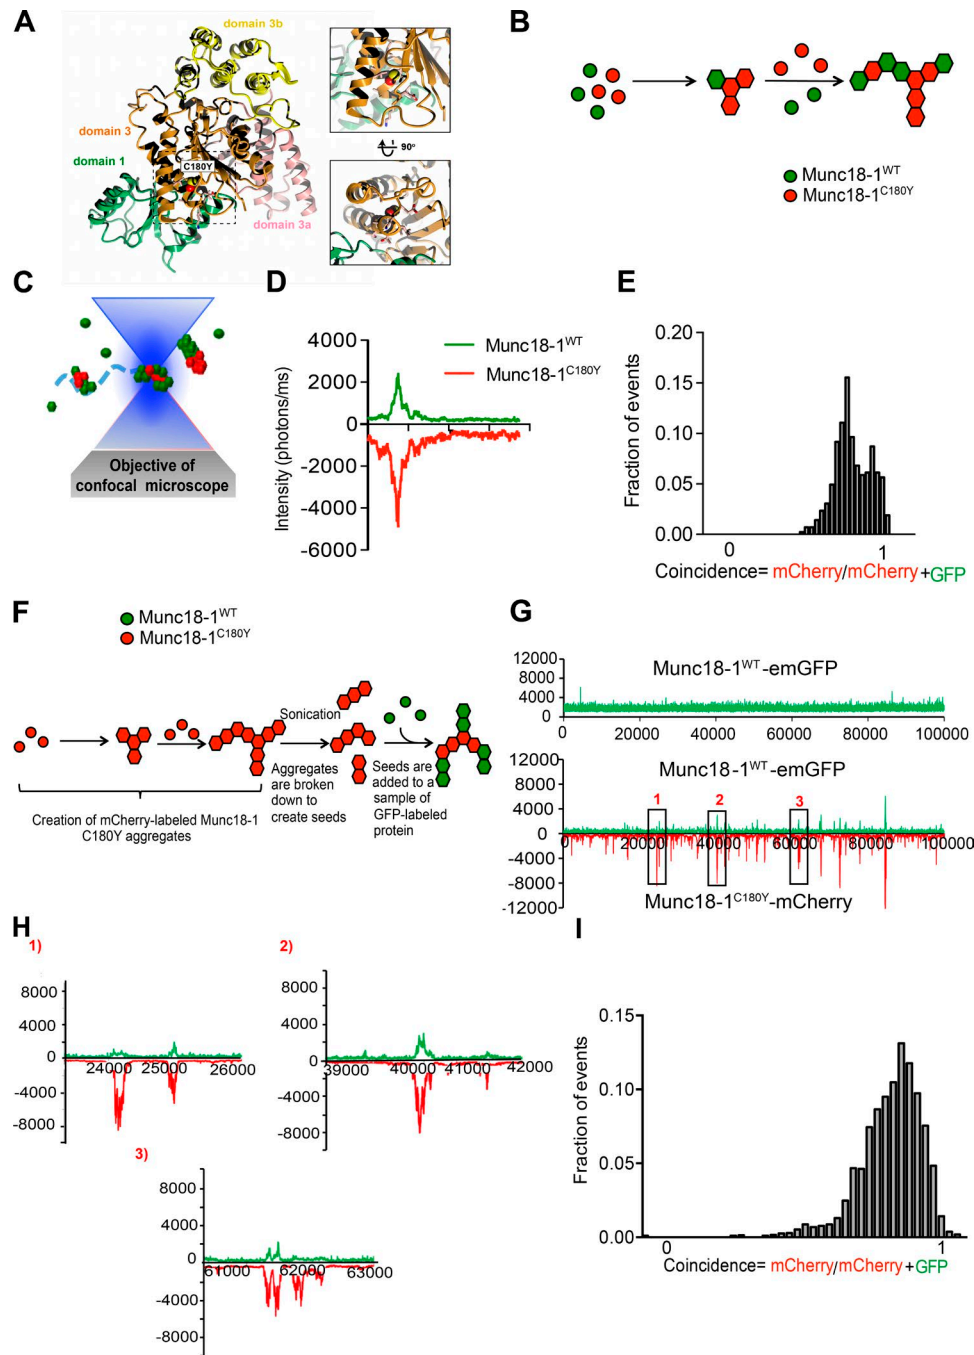 A
domain 3b
domain 3
domain 1
C180Y
domain 3a
90°
B
Munc18-1WT
Munc18-1C180Y
C
Objective of
confocal microscope
D
Intensity (photons/ms)
4000
2000
0
-2000
-4000
-6000
Munc18-1WT
Munc18-1C180Y
E
Fraction of events
0.20
0.15
0.10
0.05
0.00
0 1
Coincidence= mCherry/mCherry+GFP
F
Munc18-1WT
Munc18-1C180Y
Sonication
Aggregates
are broken
down to
create seeds
Seeds are
added to a
sample of
GFP-labeled
protein
Creation of mCherry-labeled Munc18-1
C180Y aggregates
G
12000
8000
4000
0
Munc18-1WT-emGFP
0 20000 40000 60000 80000 100000
Munc18-1WT-emGFP
12000
8000
4000
0
-4000
-8000
-12000
1 2 3
0 20000 40000 60000 80000 100000
Munc18-1C180Y-mCherry
H
1)
8000
4000
0
-4000
-8000
24000 25000 26000
2)
8000
4000
0
-4000
-8000
39000 40000 41000 42000
3)
8000
4000
0
-4000
-8000
61000 62000 63000
I
Fraction of events
0.15
0.10
0.05
0.00
0 1
Coincidence= mCherry/mCherry+GFP